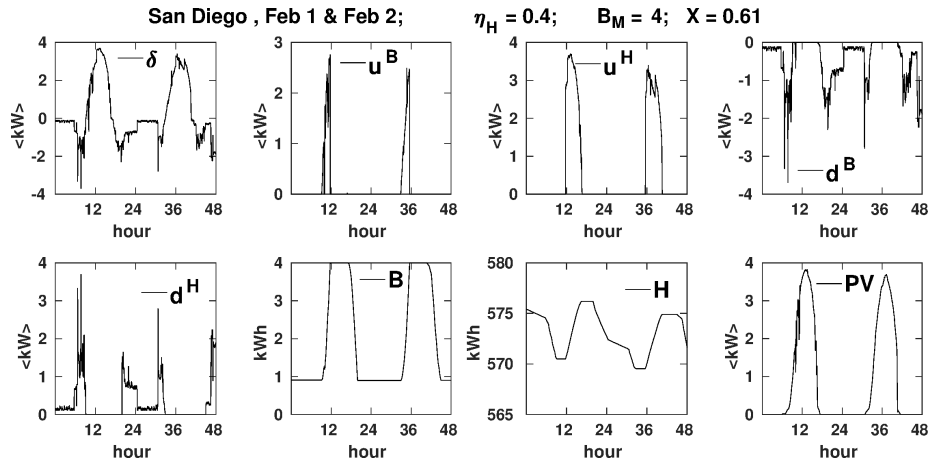 San Diego , Feb 1 & Feb 2; η_H = 0.4; B_M = 4; X = 0.61
4 2 0 -2 -4
<kW>
δ
12 24 36 48
hour
3 2 1 0
<kW>
u^B
12 24 36 48
hour
4 3 2 1 0
<kW>
u^H
12 24 36 48
hour
0 -1 -2 -3 -4
<kW>
d^B
12 24 36 48
hour
4 3 2 1 0
<kW>
d^H
12 24 36 48
hour
4 3 2 1 0
kWh
B
12 24 36 48
hour
580 575 570 565
kWh
H
12 24 36 48
hour
4 3 2 1 0
<kW>
PV
12 24 36 48
hour